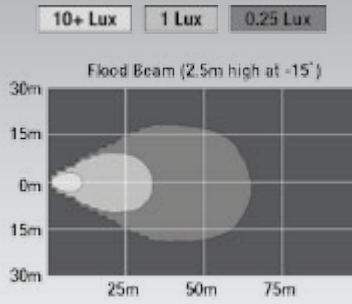 10+ Lux 1 Lux 0.25 Lux
Flood Beam (2.5m high at -15°)
30m
15m
0m
15m
30m
25m 50m 75m